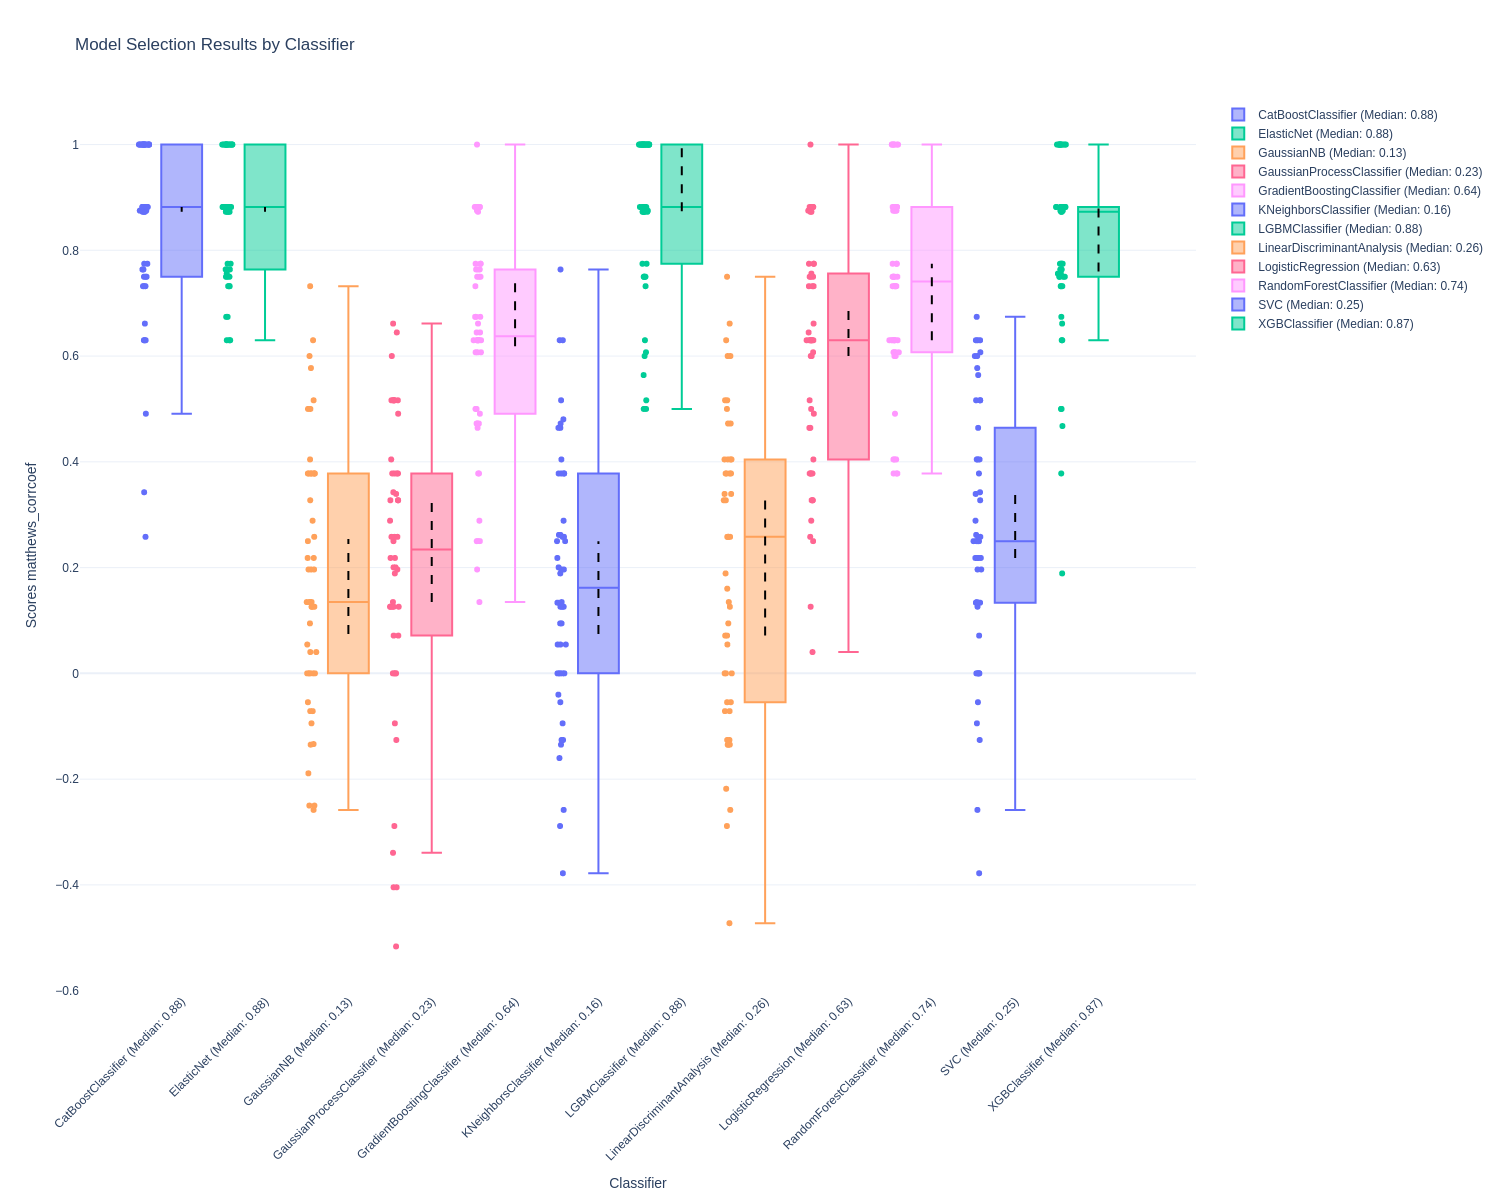 Model Selection Results by Classifier
CatBoostClassifier (Median: 0.88)
ElasticNet (Median: 0.88)
GaussianNB (Median: 0.13)
GaussianProcessClassifier (Median: 0.23)
GradientBoostingClassifier (Median: 0.64)
KNeighborsClassifier (Median: 0.16)
LGBMClassifier (Median: 0.88)
LinearDiscriminantAnalysis (Median: 0.26)
LogisticRegression (Median: 0.63)
RandomForestClassifier (Median: 0.74)
SVC (Median: 0.25)
XGBClassifier (Median: 0.87)
Scores matthews_corrcoef
1
0.8
0.6
0.4
0.2
0
−0.2
−0.4
−0.6
CatBoostClassifier (Median: 0.88)
ElasticNet (Median: 0.88)
GaussianNB (Median: 0.13)
GaussianProcessClassifier (Median: 0.23)
GradientBoostingClassifier (Median: 0.64)
KNeighborsClassifier (Median: 0.16)
LGBMClassifier (Median: 0.88)
LinearDiscriminantAnalysis (Median: 0.26)
LogisticRegression (Median: 0.63)
RandomForestClassifier (Median: 0.74)
SVC (Median: 0.25)
XGBClassifier (Median: 0.87)
Classifier